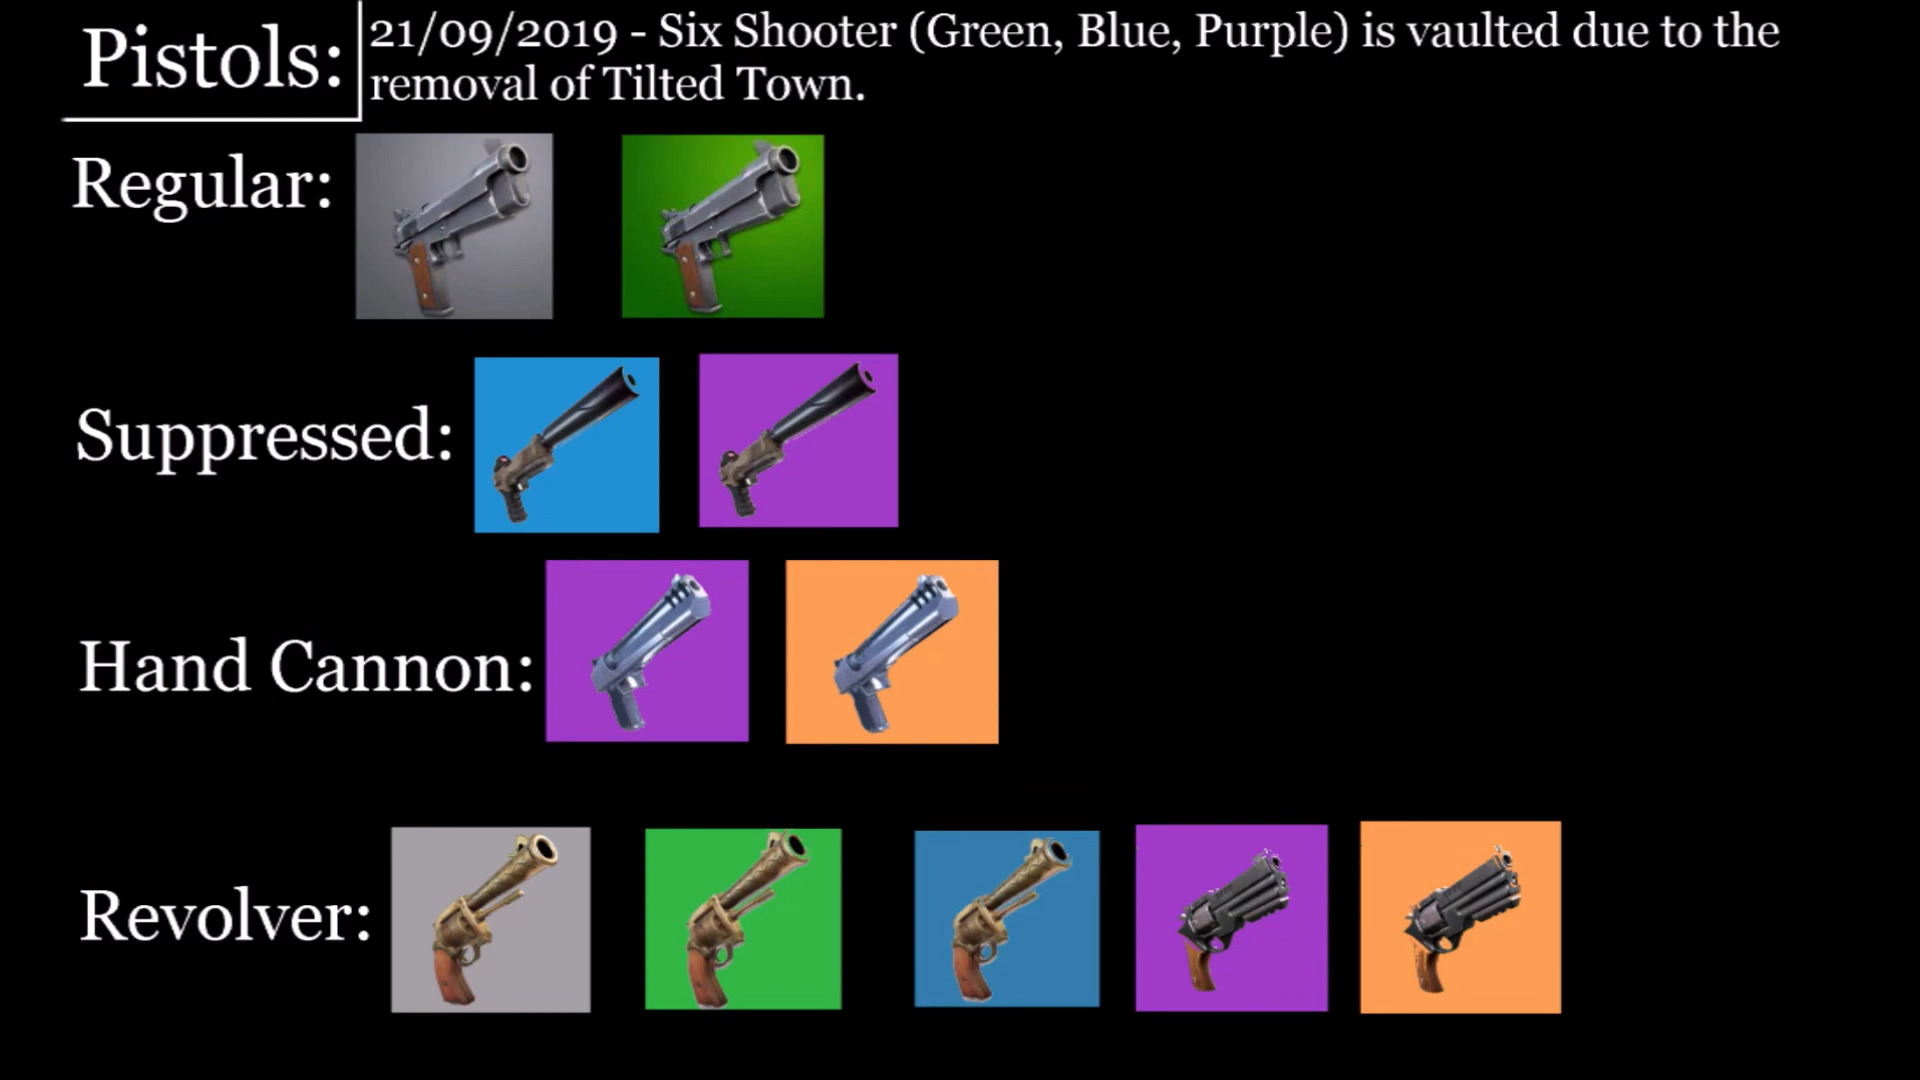 Pistols:
21/09/2019 - Six Shooter (Green, Blue, Purple) is vaulted due to the
removal of Tilted Town.
Regular:
Suppressed:
Hand Cannon:
Revolver: